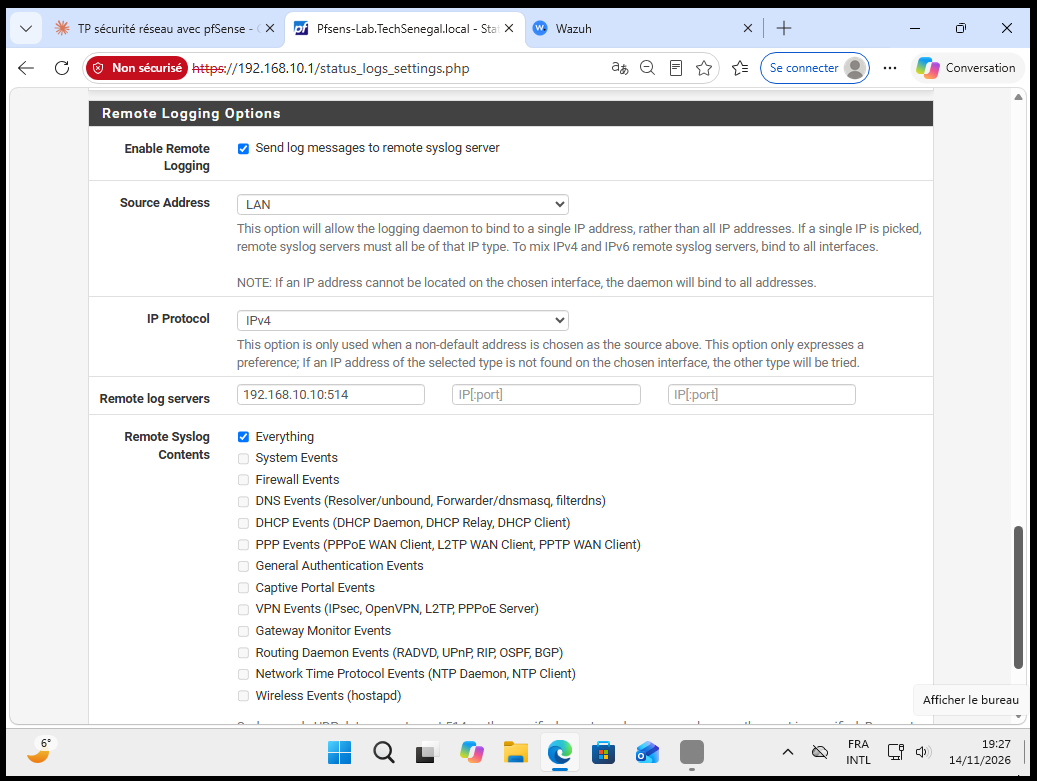 TP sécurité réseau avec pfSense -
Pfsens-Lab.TechSenegal.local - Sta
Wazuh
Non sécurisé
https://192.168.10.1/status_logs_settings.php
Se connecter
Conversation
Remote Logging Options
Enable Remote Logging
Send log messages to remote syslog server
Source Address
LAN
This option will allow the logging daemon to bind to a single IP address, rather than all IP addresses. If a single IP is picked,
remote syslog servers must all be of that IP type. To mix IPv4 and IPv6 remote syslog servers, bind to all interfaces.
NOTE: If an IP address cannot be located on the chosen interface, the daemon will bind to all addresses.
IP Protocol
IPv4
This option is only used when a non-default address is chosen as the source above. This option only expresses a
preference; If an IP address of the selected type is not found on the chosen interface, the other type will be tried.
Remote log servers
192.168.10.10:514
IP[:port]
IP[:port]
Remote Syslog Contents
Everything
System Events
Firewall Events
DNS Events (Resolver/unbound, Forwarder/dnsmasq, filterdns)
DHCP Events (DHCP Daemon, DHCP Relay, DHCP Client)
PPP Events (PPPoE WAN Client, L2TP WAN Client, PPTP WAN Client)
General Authentication Events
Captive Portal Events
VPN Events (IPsec, OpenVPN, L2TP, PPPoE Server)
Gateway Monitor Events
Routing Daemon Events (RADVD, UPnP, RIP, OSPF, BGP)
Network Time Protocol Events (NTP Daemon, NTP Client)
Wireless Events (hostapd)
Afficher le bureau
6°
FRA
INTL
19:27
14/11/2026